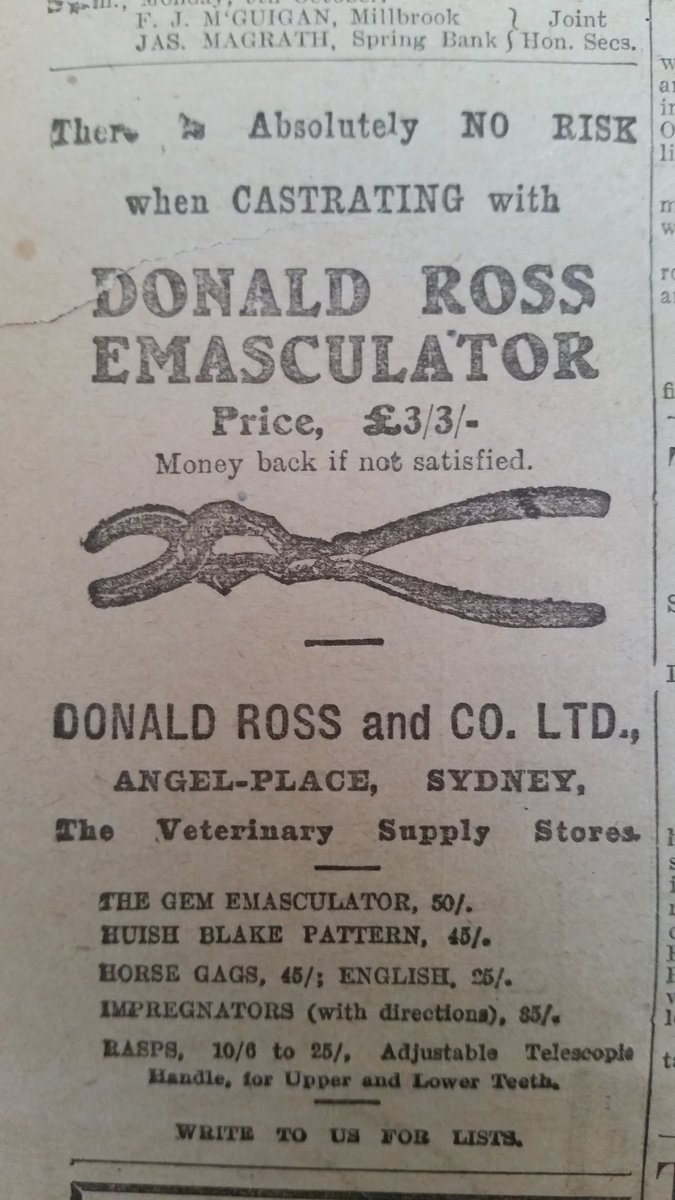 F. J. M'GUIGAN, Millbrook } Joint
JAS. MAGRATH, Spring Bank } Hon. Secs.
There is Absolutely NO RISK
when CASTRATING with
DONALD ROSS
EMASCULATOR
Price, £3/3/-
Money back if not satisfied.
DONALD ROSS and CO. LTD.,
ANGEL-PLACE, SYDNEY,
The Veterinary Supply Stores.
THE GEM EMASCULATOR, 50/.
HUISH BLAKE PATTERN, 45/.
HORSE GAGS, 45/; ENGLISH, 25/.
IMPREGNATORS (with directions), 35/.
RASPS, 10/6 to 25/, Adjustable Telescopic
Handle, for Upper and Lower Teeth.
WRITE TO US FOR LISTS.